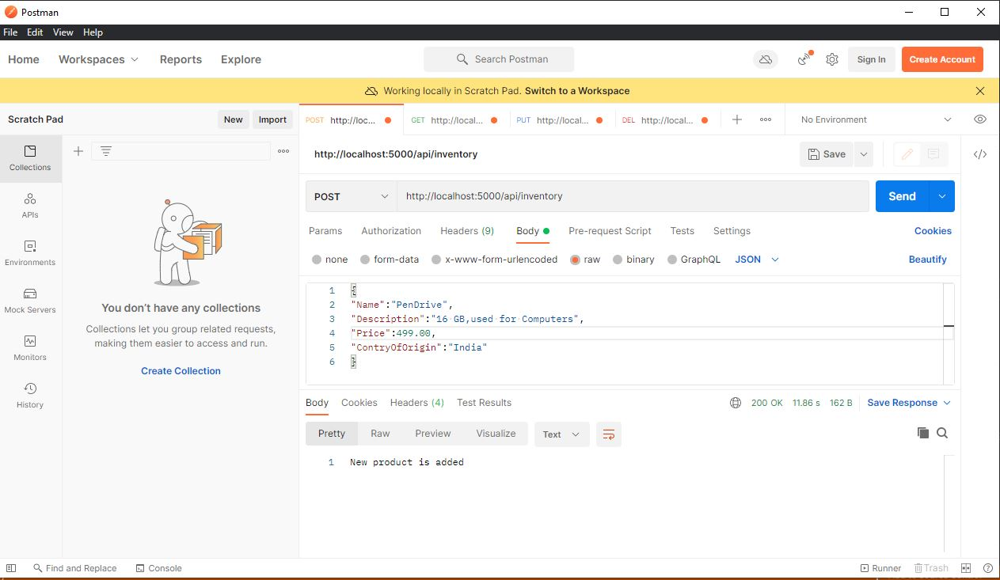 Postman
File Edit View Help
Home Workspaces Reports Explore Search Postman Sign In Create Account
Working locally in Scratch Pad. Switch to a Workspace
Scratch Pad New Import POST http://loc... GET http://local... PUT http://local... DEL http://local... No Environment
Collections
APIs
Environments
Mock Servers
Monitors
History
You don't have any collections
Collections let you group related requests,
making them easier to access and run.
Create Collection
http://localhost:5000/api/inventory Save
POST http://localhost:5000/api/inventory Send
Params Authorization Headers (9) Body Pre-request Script Tests Settings Cookies
none form-data x-www-form-urlencoded raw binary GraphQL JSON Beautify
1 {
2 "Name":"PenDrive",
3 "Description":"16 GB,used for Computers",
4 "Price":499.00,
5 "ContryOfOrigin":"India"
6 }
Body Cookies Headers (4) Test Results 200 OK 11.86 s 162 B Save Response
Pretty Raw Preview Visualize Text
1 New product is added
Find and Replace Console Runner Trash